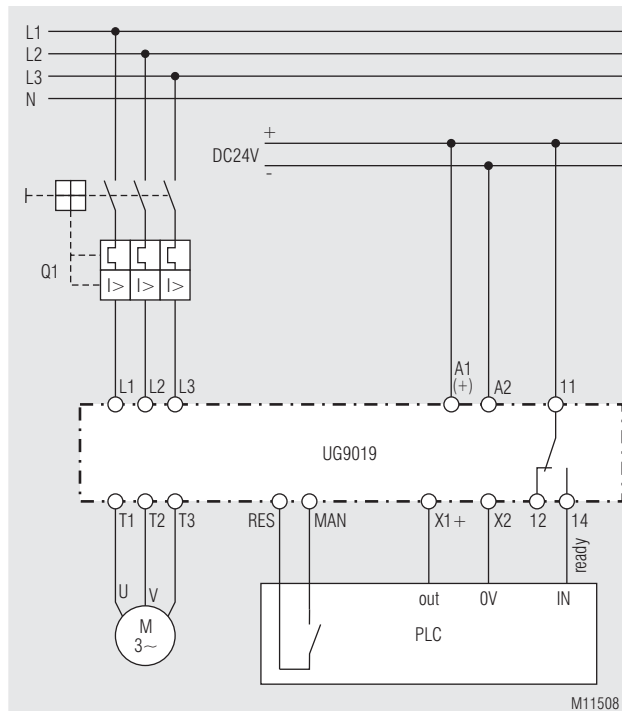 L1
L2
L3
N
+
DC24V
-
Q1
I> I> I>
L1 L2 L3 A1 (+) A2 11
UG9019
T1 T2 T3 RES MAN X1+ X2 12 14
ready
U V
out 0V IN
M
3~
PLC
M11508